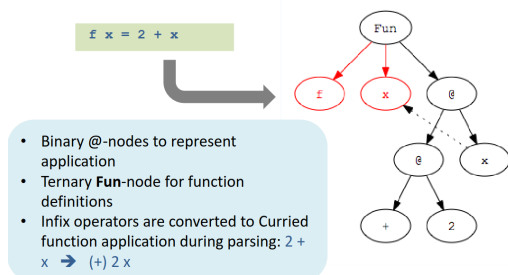 f x = 2 + x
Fun
f x @
@ x
+ 2
• Binary @-nodes to represent
application
• Ternary Fun-node for function
definitions
• Infix operators are converted to Curried
function application during parsing: 2 +
x ➔ (+) 2 x